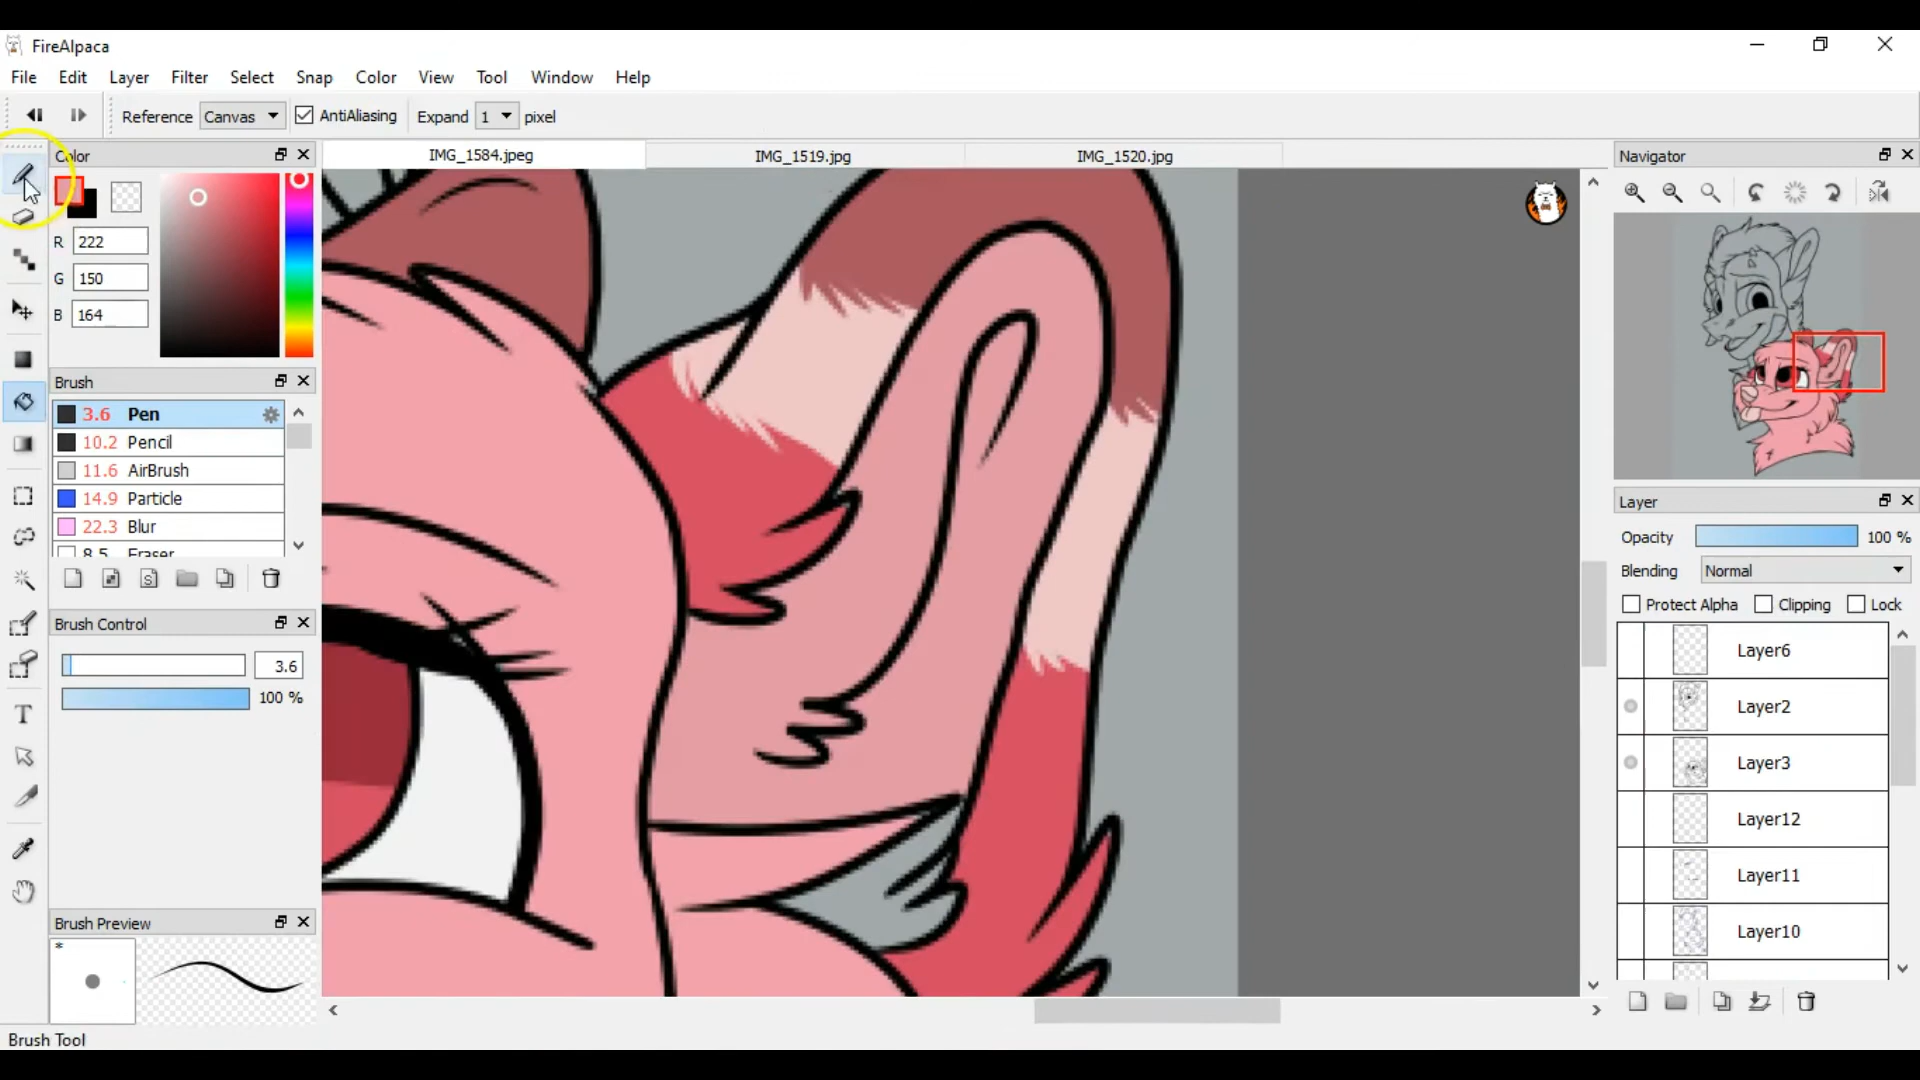 FireAlpaca
File Edit Layer Filter Select Snap Color View Tool Window Help
Reference Canvas AntiAliasing Expand 1 pixel
Color
IMG_1584.jpeg
IMG_1519.jpg
IMG_1520.jpg
Navigator
R 222
G 150
B 164
Brush
3.6 Pen
10.2 Pencil
11.6 AirBrush
14.9 Particle
22.3 Blur
8.5 Eraser
Layer
Opacity 100 %
Blending Normal
Protect Alpha Clipping Lock
Brush Control
3.6
100 %
Layer6
Layer2
Layer3
Layer12
Layer11
Layer10
Brush Preview
*
T
Brush Tool